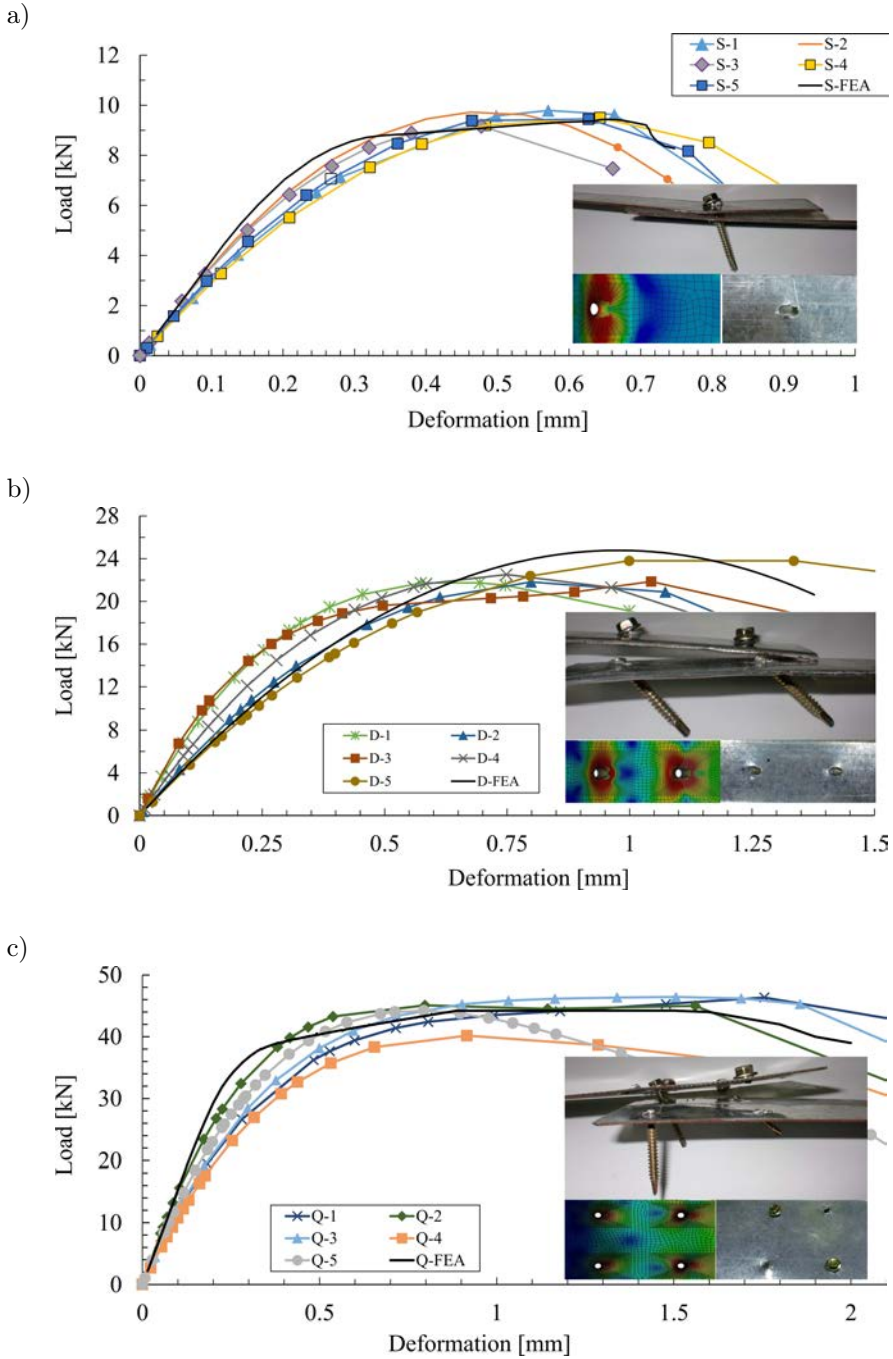 a)
12
10
8
6
4
2
0
Load [kN]
S-1 S-2
S-3 S-4
S-5 S-FEA
0 0.1 0.2 0.3 0.4 0.5 0.6 0.7 0.8 0.9 1
Deformation [mm]
b)
28
24
20
16
12
8
4
0
Load [kN]
D-1 D-2
D-3 D-4
D-5 D-FEA
0 0.25 0.5 0.75 1 1.25 1.5
Deformation [mm]
c)
50
40
30
20
10
0
Load [kN]
Q-1 Q-2
Q-3 Q-4
Q-5 Q-FEA
0 0.5 1 1.5 2
Deformation [mm]